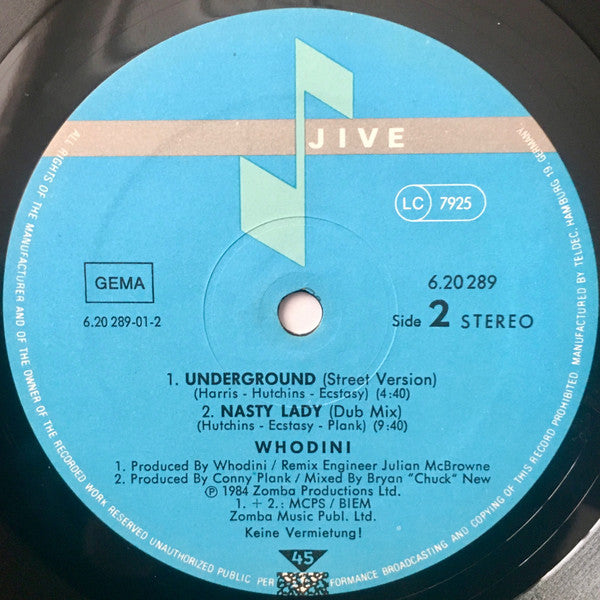 JIVE
LC 7925
GEMA
6.20 289-01-2
6.20289
Side 2 STEREO
1. UNDERGROUND (Street Version)
(Harris - Hutchins - Ecstasy) (4:40)
2. NASTY LADY (Dub Mix)
(Hutchins - Ecstasy - Plank) (9:40)
WHODINI
1. Produced By Whodini / Remix Engineer Julian McBrowne
2. Produced By Conny Plank / Mixed By Bryan "Chuck" New
Ⓟ 1984 Zomba Productions Ltd.
1. + 2.: MCPS / BIEM
Zomba Music Publ. Ltd.
Keine Vermietung!
45
ALL RIGHTS OF THE MANUFACTURER AND OF THE OWNER OF THE RECORDED WORK RESERVED UNAUTHORIZED PUBLIC PERFORMANCE BROADCASTING AND COPYING OF THIS RECORD PROHIBITED MANUFACTURED BY TELDEC, HAMBURG 19, GERMANY